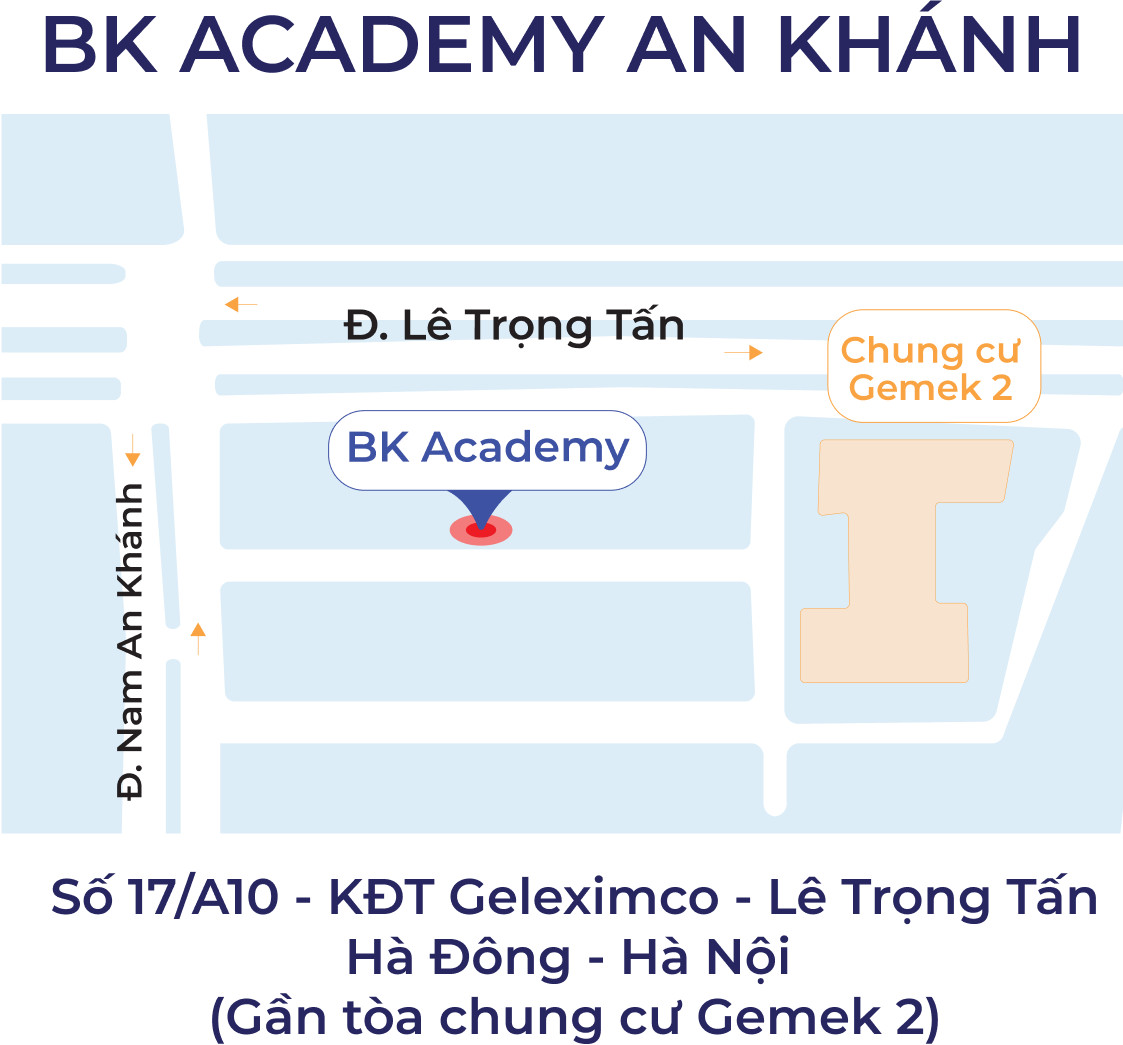 BK ACADEMY AN KHÁNH
Đ. Lê Trọng Tấn
Chung cư
Gemek 2
BK Academy
Đ. Nam An Khánh
Số 17/A10 - KĐT Geleximco - Lê Trọng Tấn
Hà Đông - Hà Nội
(Gần tòa chung cư Gemek 2)